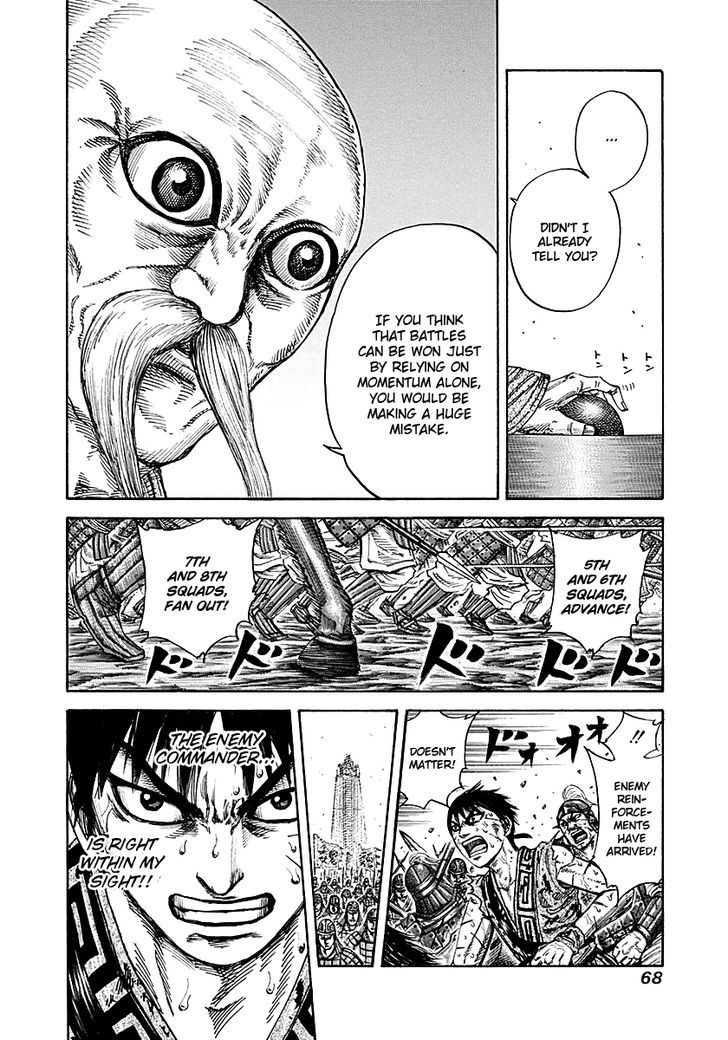 ...
DIDN'T I
ALREADY
TELL YOU?
トン
トン
トン
IF YOU THINK
THAT BATTLES
CAN BE WON JUST
BY RELYING ON
MOMENTUM ALONE,
YOU WOULD BE
MAKING A HUGE
MISTAKE.
5TH
AND 6TH
SQUADS,
ADVANCE!
7TH
AND 8TH
SQUADS,
FAN OUT!
ドドドドド
ENEMY
REIN-
FORCE-
MENTS
HAVE
ARRIVED!
DOESN'T
MATTER!
ドォオオ
THE ENEMY
COMMANDER...
IS RIGHT
WITHIN MY
SIGHT!!
68